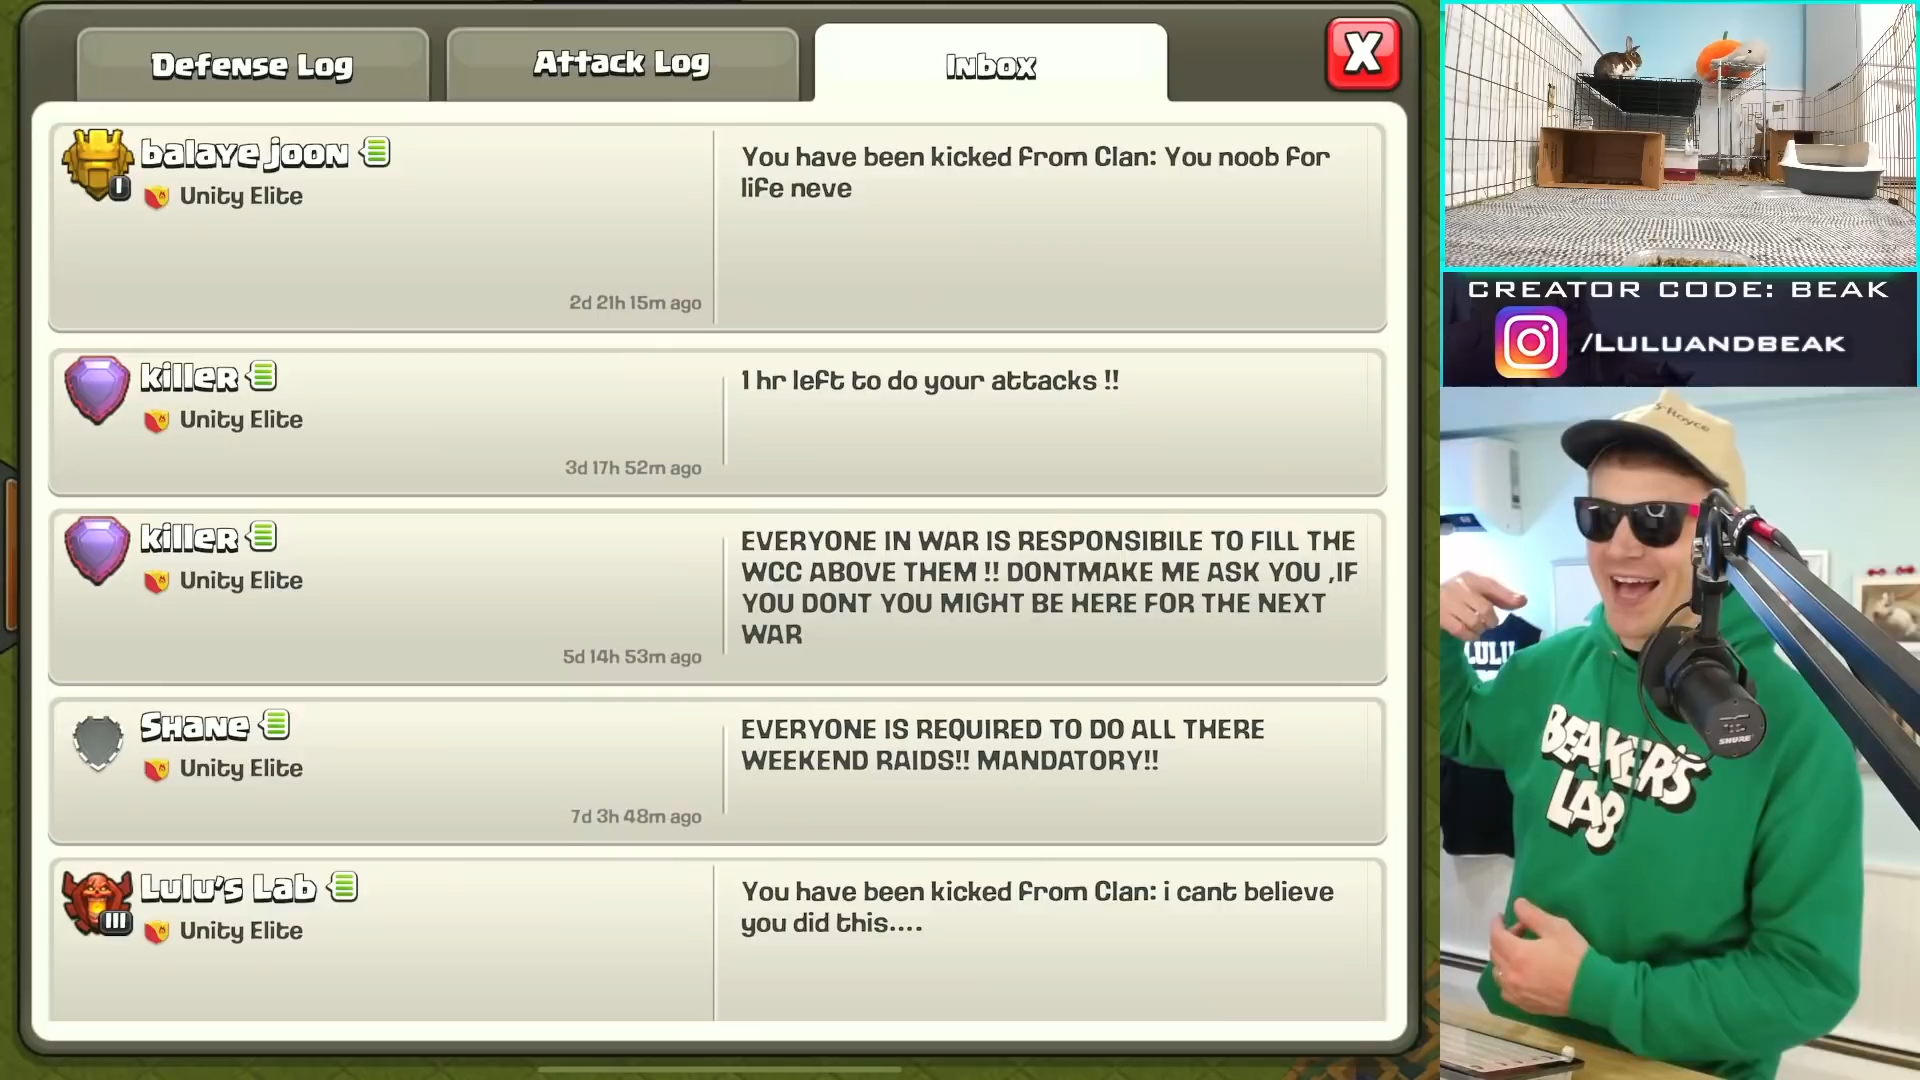 Defense Log
Attack Log
Inbox
X
balaye joon
I
Unity Elite
2d 21h 15m ago
You have been kicked from Clan: You noob for
life neve
killer
Unity Elite
3d 17h 52m ago
1 hr left to do your attacks !!
killer
Unity Elite
5d 14h 53m ago
EVERYONE IN WAR IS RESPONSIBILE TO FILL THE
WCC ABOVE THEM !! DONTMAKE ME ASK YOU ,IF
YOU DONT YOU MIGHT BE HERE FOR THE NEXT
WAR
Shane
Unity Elite
7d 3h 48m ago
EVERYONE IS REQUIRED TO DO ALL THERE
WEEKEND RAIDS!! MANDATORY!!
Lulu's Lab
III
Unity Elite
You have been kicked from Clan: i cant believe
you did this....
CREATOR CODE: BEAK
/LULUANDBEAK
LULU
BEAKER'S
LAB
SHURE